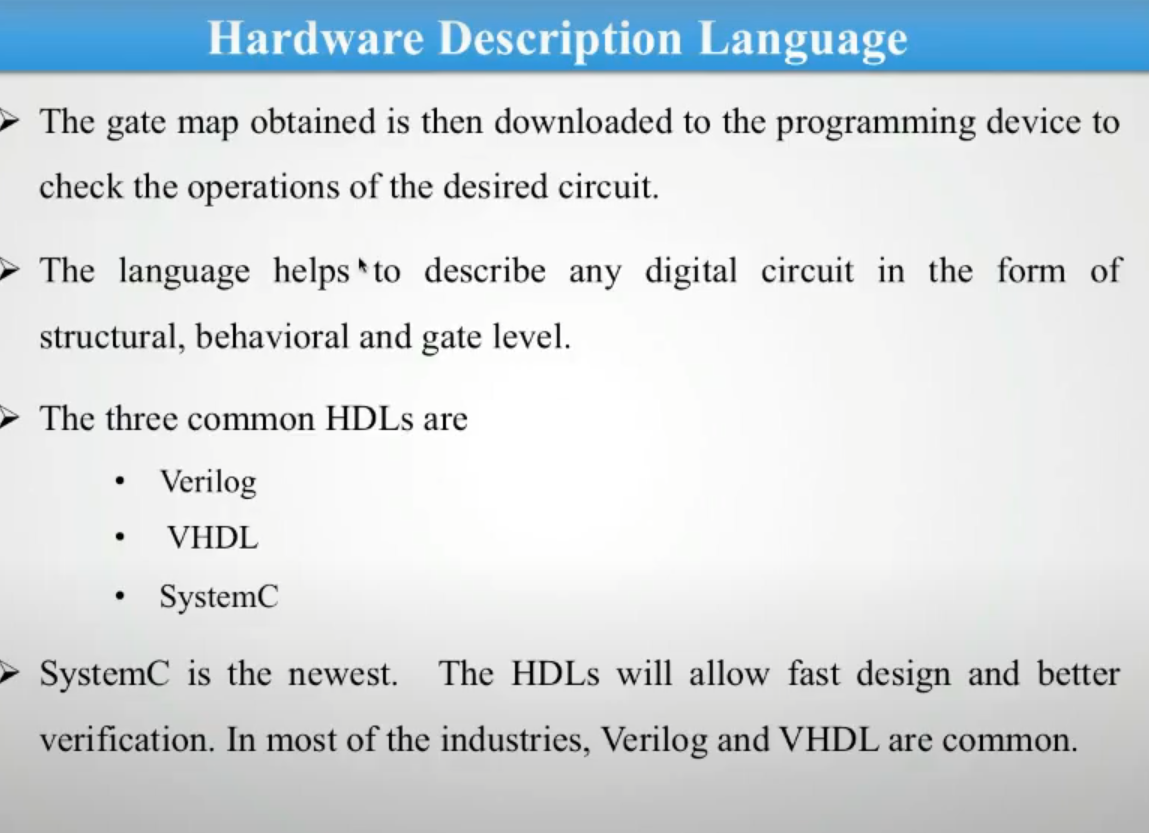 Hardware Description Language
➢ The gate map obtained is then downloaded to the programming device to
check the operations of the desired circuit.
➢ The language helps to describe any digital circuit in the form of
structural, behavioral and gate level.
➢ The three common HDLs are
• Verilog
• VHDL
• SystemC
➢ SystemC is the newest. The HDLs will allow fast design and better
verification. In most of the industries, Verilog and VHDL are common.